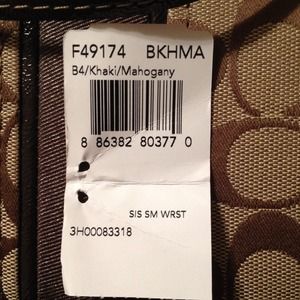 F49174 BKHMA
B4/Khaki/Mahogany
8 86382 80377 0
SIS SM WRST
3H00083318